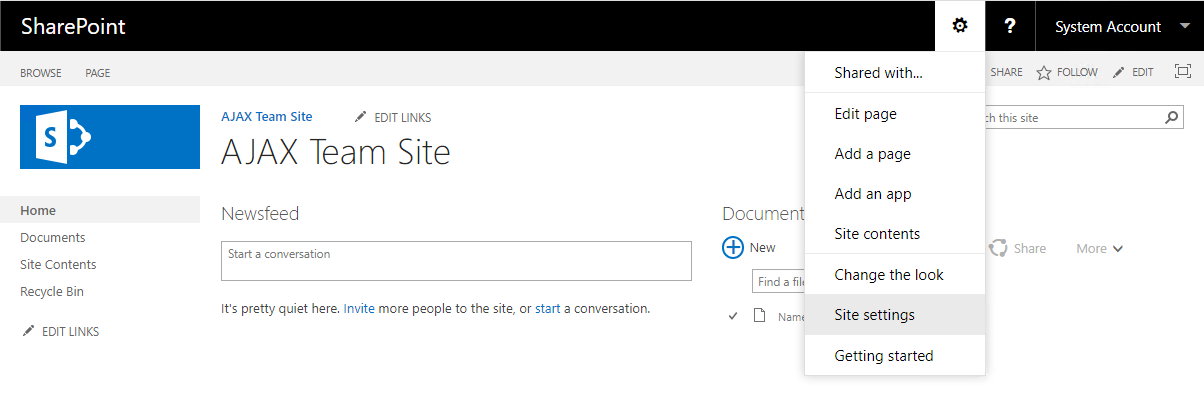 SharePoint
?
System Account
BROWSE
PAGE
SHARE
FOLLOW
EDIT
S
AJAX Team Site
EDIT LINKS
AJAX Team Site
this site
Home
Documents
Site Contents
Recycle Bin
EDIT LINKS
Newsfeed
Start a conversation
It's pretty quiet here. Invite more people to the site, or start a conversation.
Document
New
Share
More
Find a file
Name
Shared with...
Edit page
Add a page
Add an app
Site contents
Change the look
Site settings
Getting started